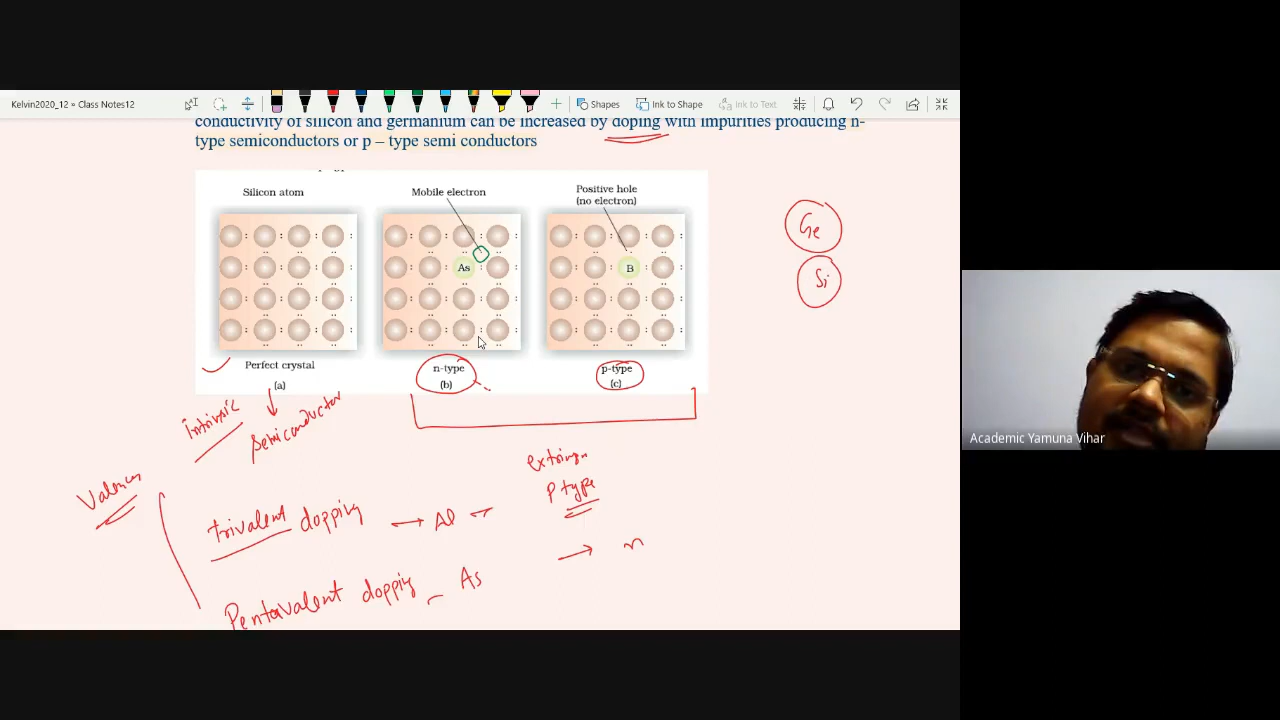 Kelvin2020_12 » Class Notes12
Shapes
Ink to Shape
Ink to Text
conductivity of silicon and germanium can be increased by doping with impurities producing n-
type semiconductors or p – type semi conductors
Silicon atom
Mobile electron
Positive hole
(no electron)
As
B
Perfect crystal
(a)
n-type
(b)
p-type
(c)
Ge
Si
Intrinsic
Semiconductor
Valence
extrinsn
P type
trivalent dopping → Al
→ n
Pentavalent dopping – As
Academic Yamuna Vihar